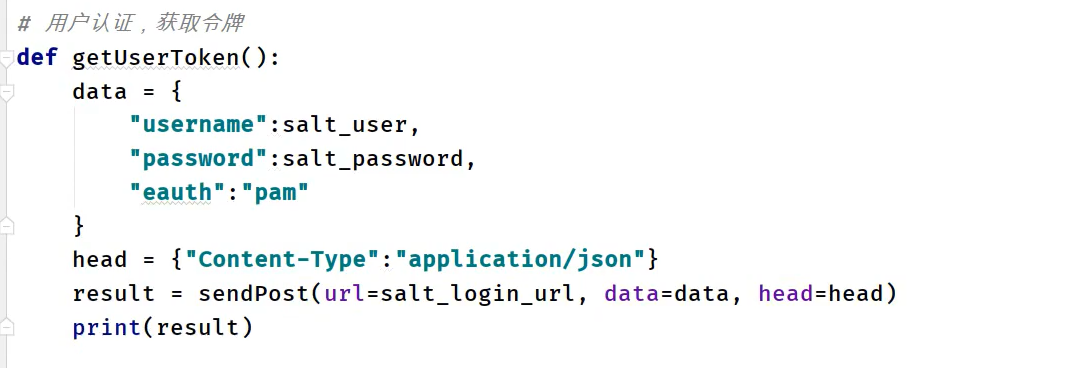 # 用户认证，获取令牌
def getUserToken():
    data = {
        "username":salt_user,
        "password":salt_password,
        "eauth":"pam"
    }
    head = {"Content-Type":"application/json"}
    result = sendPost(url=salt_login_url, data=data, head=head)
    print(result)